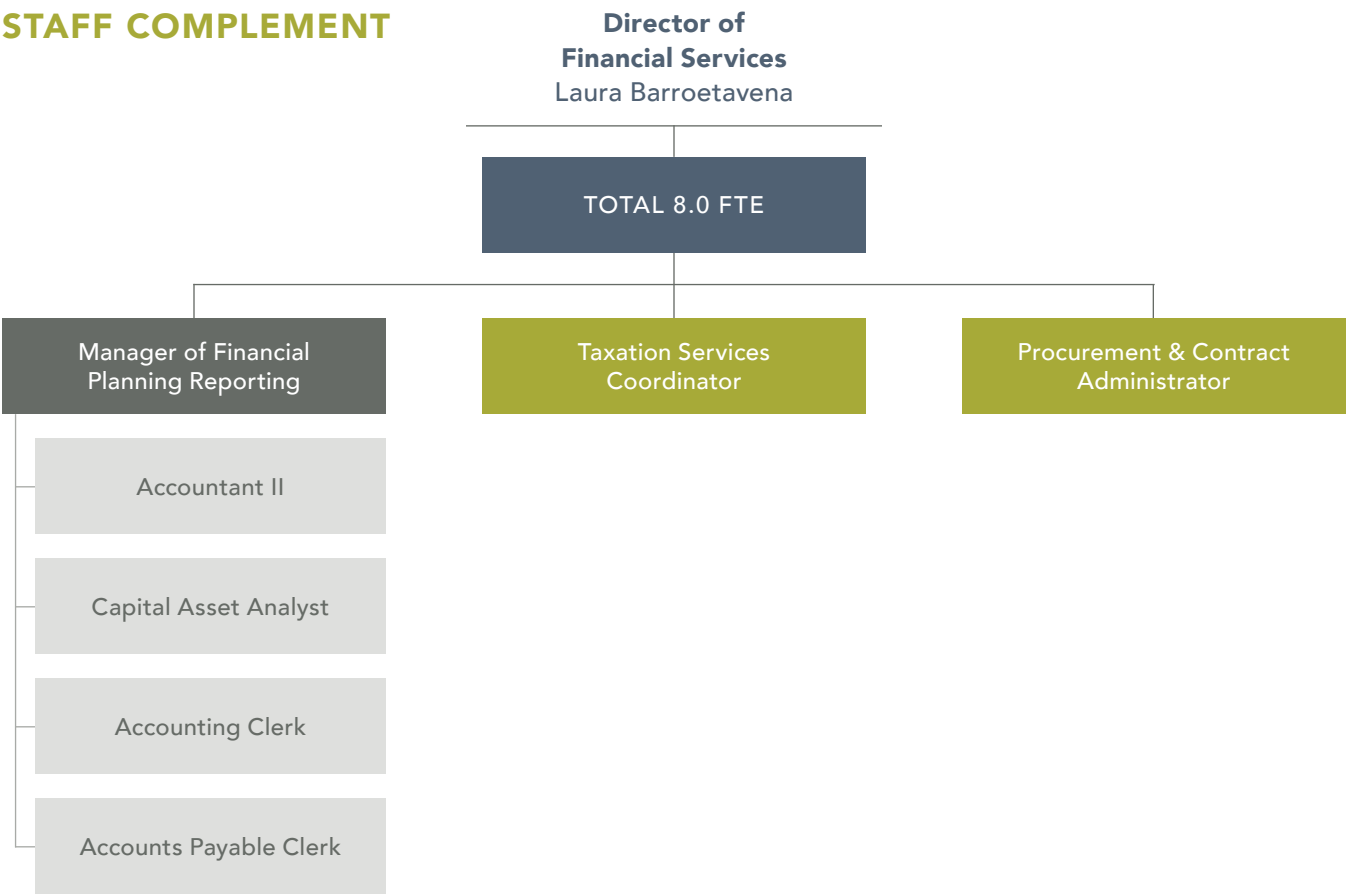 STAFF COMPLEMENT
Director of
Financial Services
Laura Barroetavena
TOTAL 8.0 FTE
Manager of Financial
Planning Reporting
Taxation Services
Coordinator
Procurement & Contract
Administrator
Accountant II
Capital Asset Analyst
Accounting Clerk
Accounts Payable Clerk